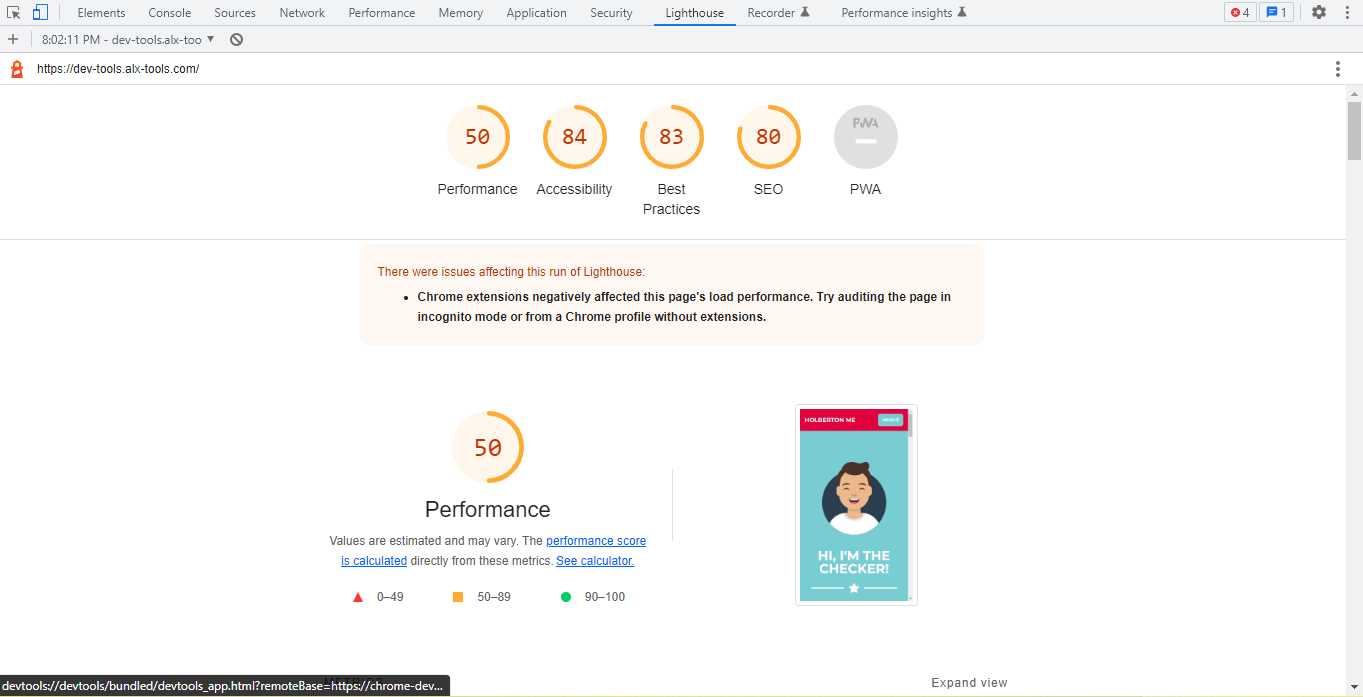 Elements Console Sources Network Performance Memory Application Security Lighthouse Recorder Performance insights 4 1
8:02:11 PM - dev-tools.alx-too
https://dev-tools.alx-tools.com/
50 84 83 80 PWA
Performance Accessibility Best Practices SEO PWA
There were issues affecting this run of Lighthouse:
Chrome extensions negatively affected this page's load performance. Try auditing the page in
incognito mode or from a Chrome profile without extensions.
50
Performance
Values are estimated and may vary. The performance score
is calculated directly from these metrics. See calculator.
0–49 50–89 90–100
HOLBERTON ME
HI, I'M THE
CHECKER!
Expand view
devtools://devtools/bundled/devtools_app.html?remoteBase=https://chrome-dev...